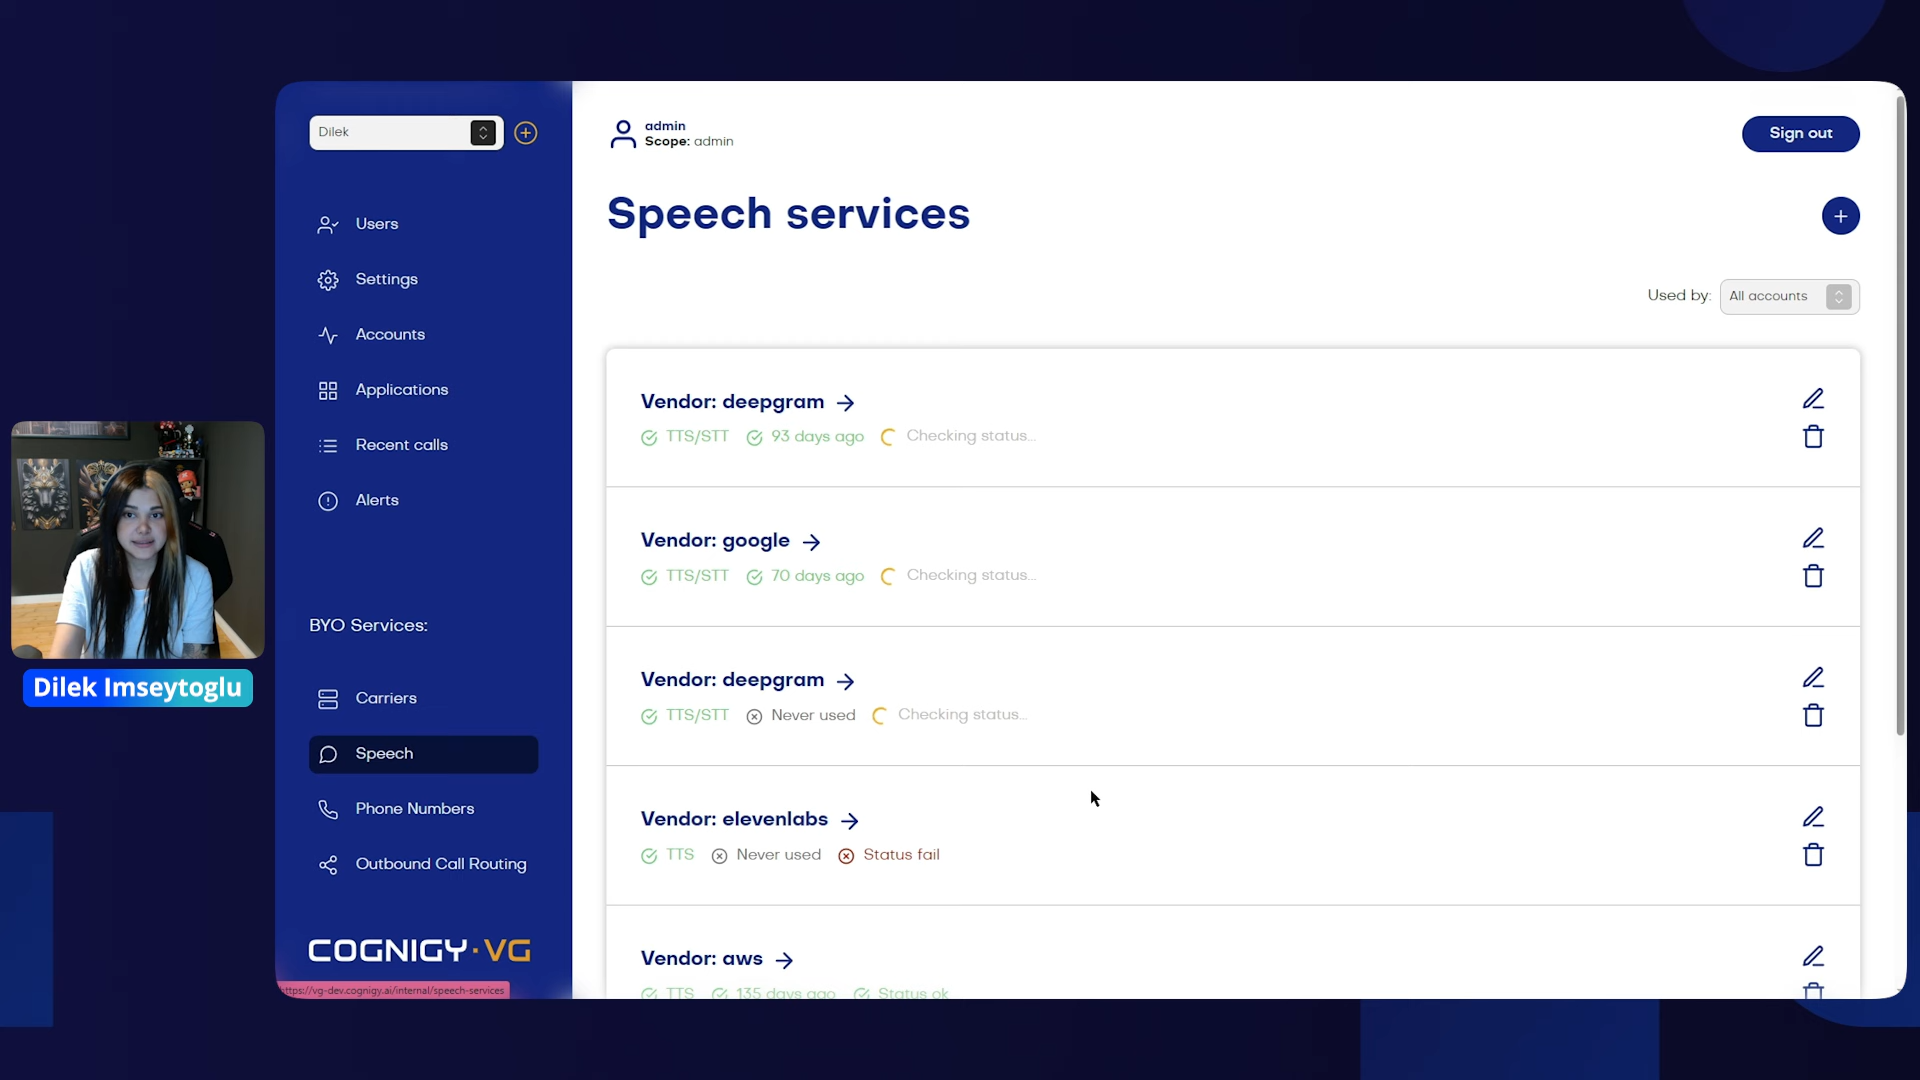 Dilek
Users
Settings
Accounts
Applications
Recent calls
Alerts
BYO Services:
Carriers
Speech
Phone Numbers
Outbound Call Routing
COGNIGY·VG
https://vg-dev.cognigy.ai/internal/speech-services
admin
Scope: admin
Sign out
Speech services
Used by: All accounts
Vendor: deepgram
TTS/STT 93 days ago Checking status...
Vendor: google
TTS/STT 70 days ago Checking status...
Vendor: deepgram
TTS/STT Never used Checking status...
Vendor: elevenlabs
TTS Never used Status fail
Vendor: aws
TTS 135 days ago Status ok
Dilek Imseytoglu